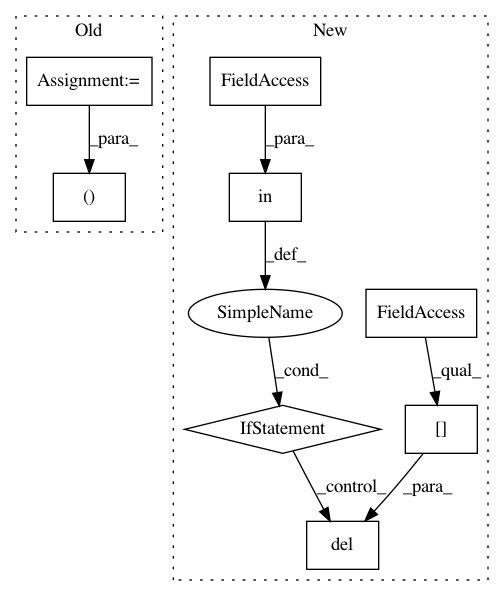 Old
New
Assignment:=
FieldAccess
_para_
_para_
()
in
_def_
SimpleName
FieldAccess
_cond_
_qual_
IfStatement
[]
_control_
_para_
del